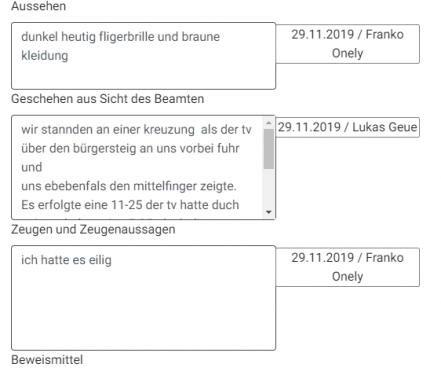 Aussehen
dunkel heutig fligerbrille und braune
kleidung
29.11.2019 / Franko
Onely
Geschehen aus Sicht des Beamten
wir stannden an einer kreuzung als der tv
über den bürgersteig an uns vorbei fuhr
und
uns ebebenfals den mittelfinger zeigte.
Es erfolgte eine 11-25 der tv hatte duch
29.11.2019 / Lukas Geue
Zeugen und Zeugenaussagen
ich hatte es eilig
29.11.2019 / Franko
Onely
Beweismittel